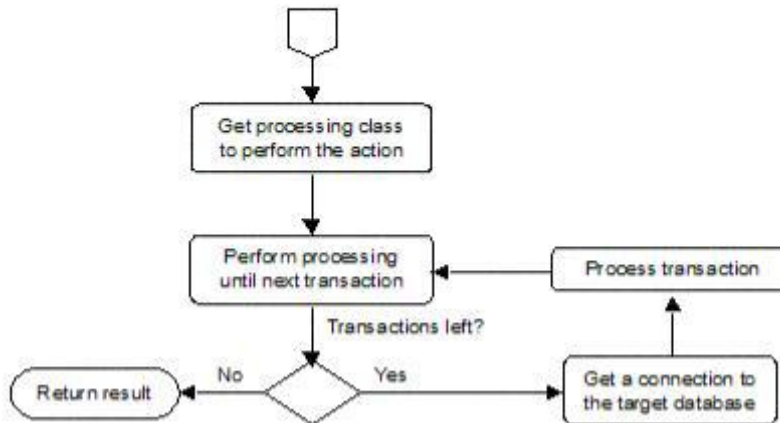 Get processing class
to perform the action
Perform processing
until next transaction
Process transaction
Transactions left?
No
Yes
Return result
Get a connection to
the target database